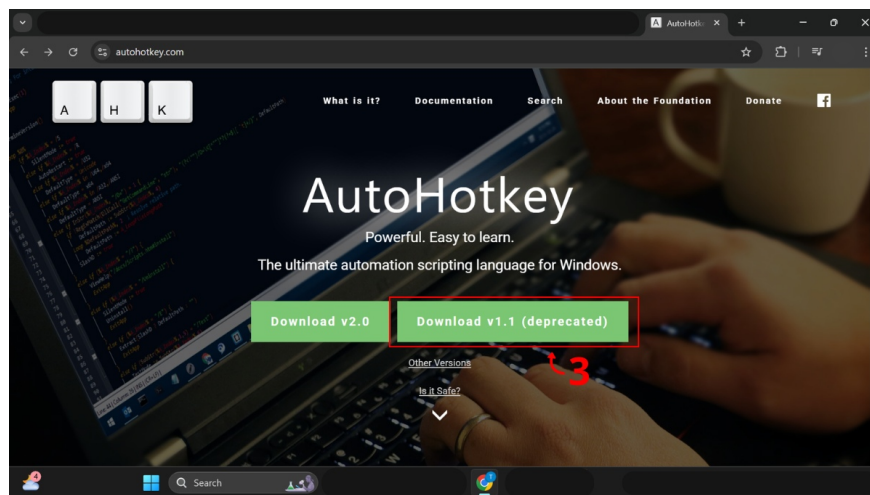 AutoHotk
autohotkey.com
A H K
What is it? Documentation Search About the Foundation Donate
AutoHotkey
Powerful. Easy to learn.
The ultimate automation scripting language for Windows.
Download v2.0 Download v1.1 (deprecated)
3
Other Versions
Is it Safe?
4
Search